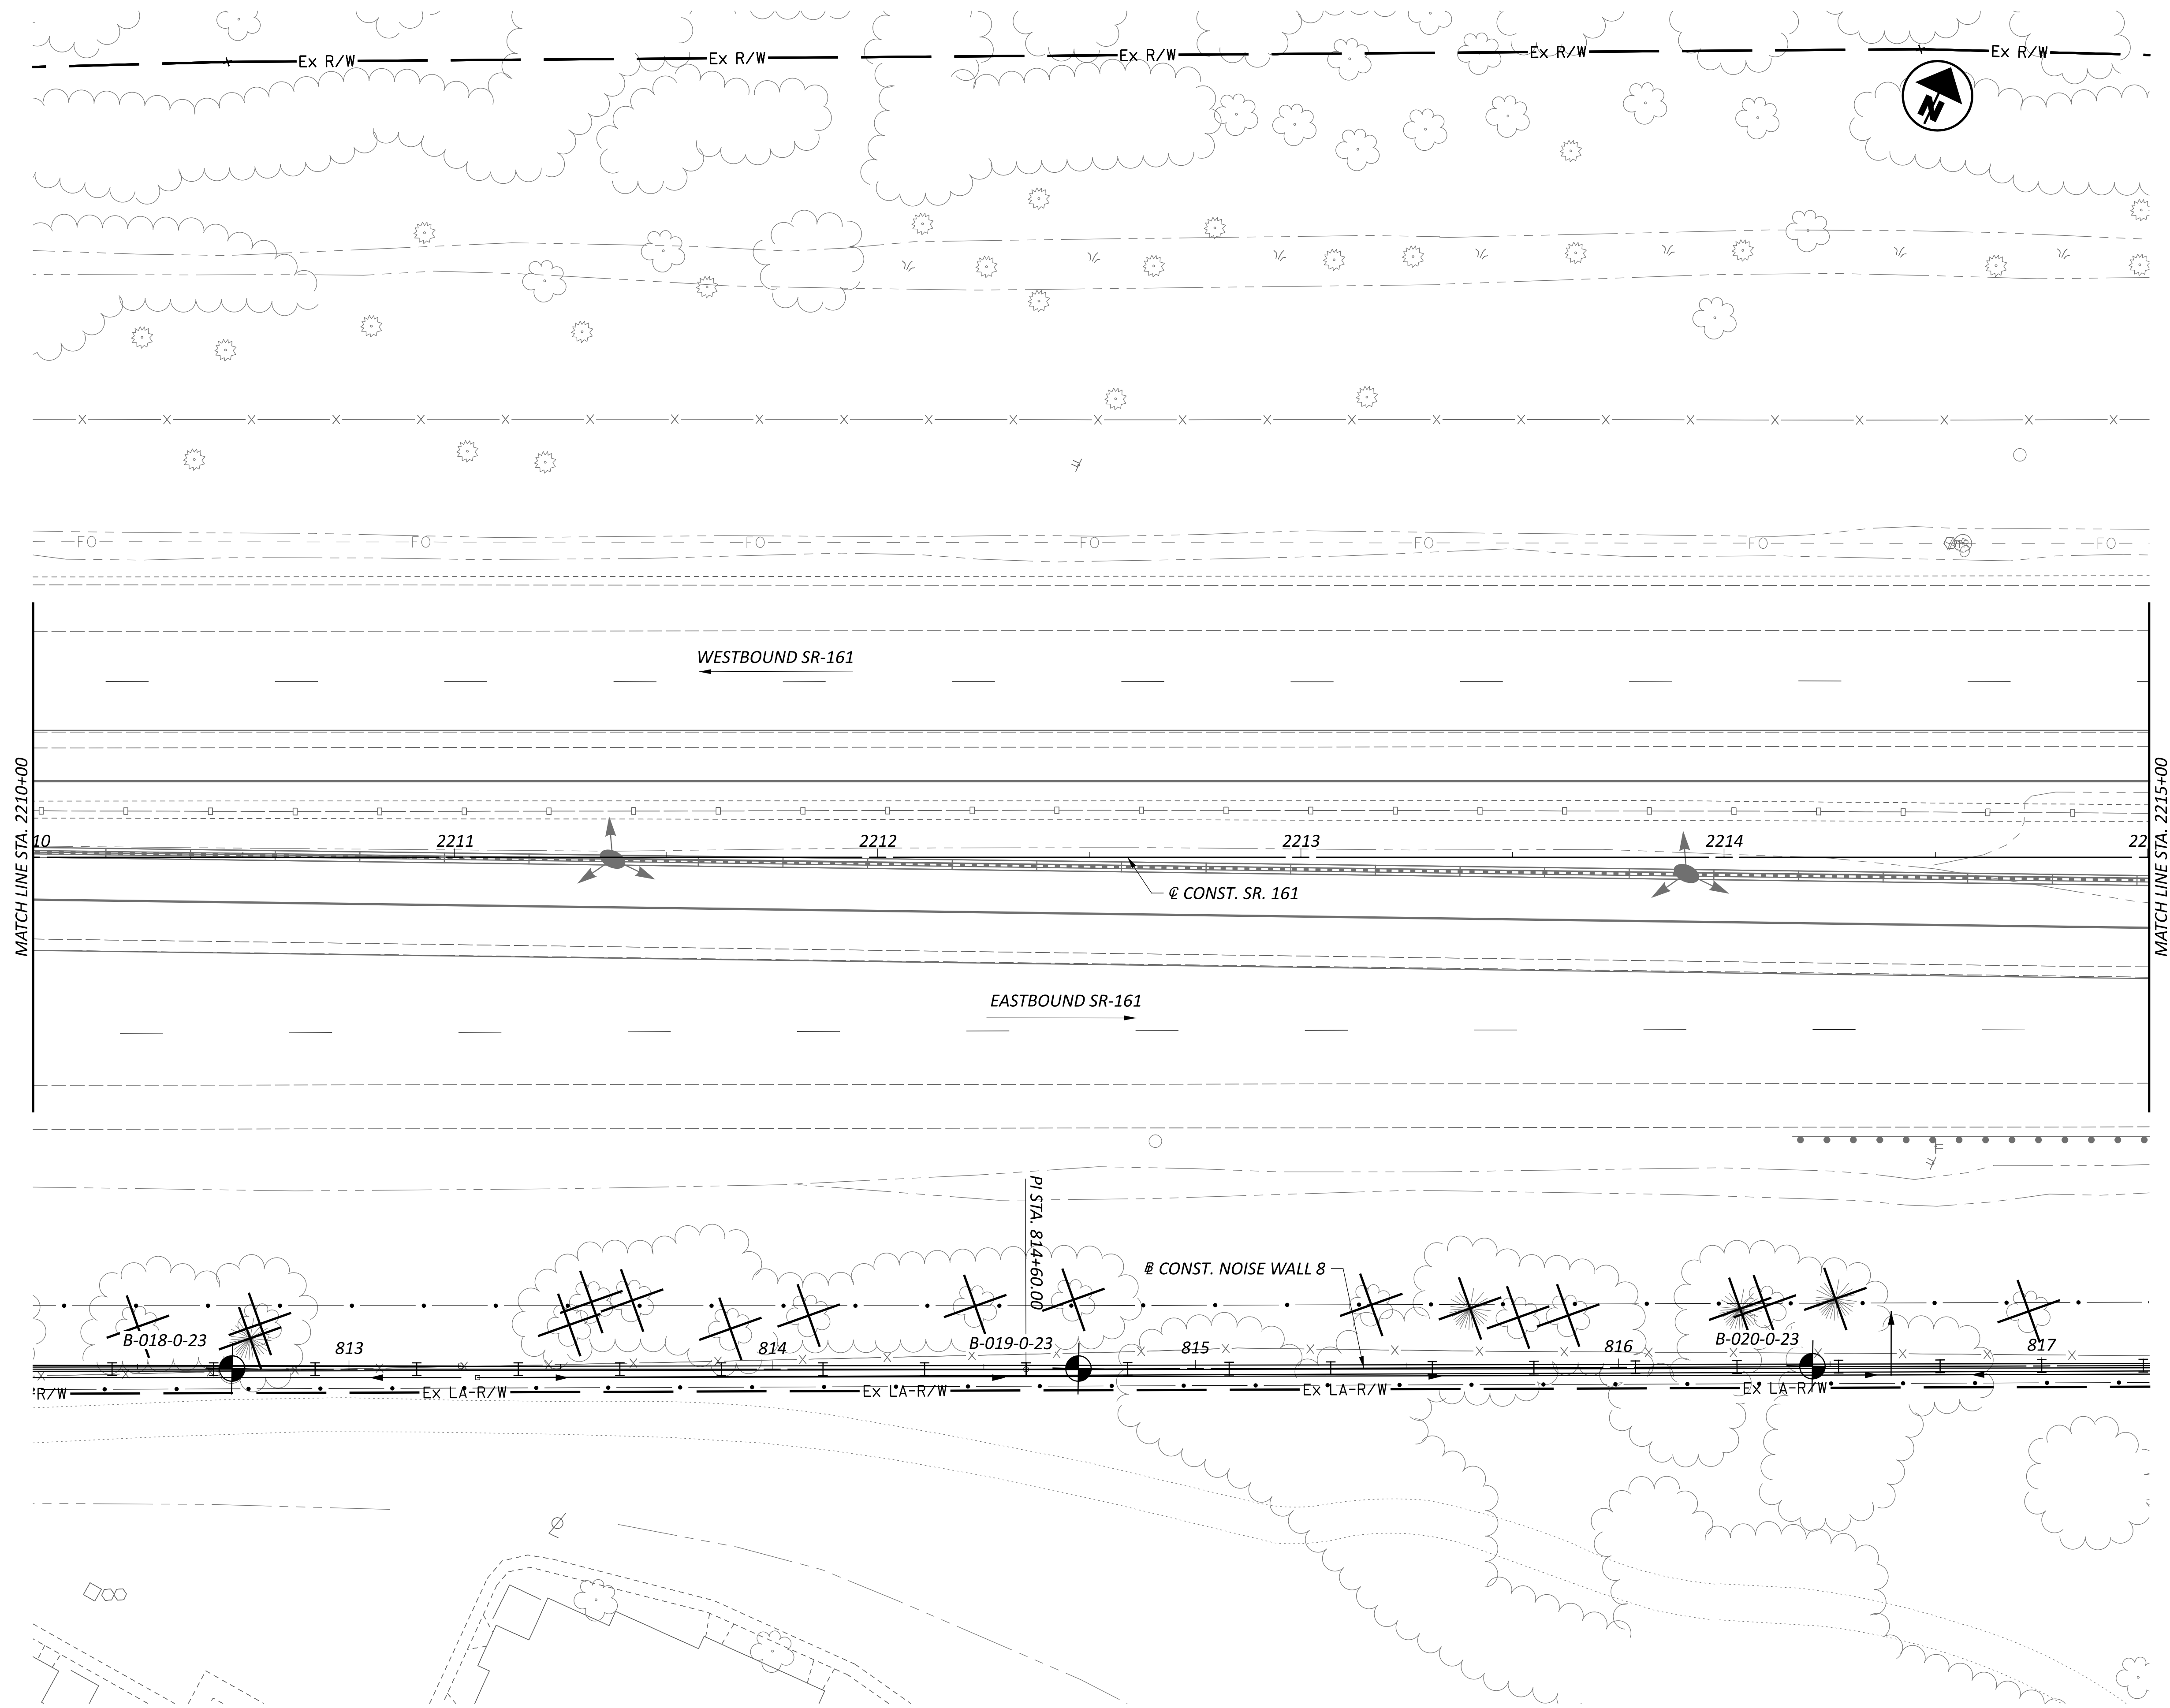 Ex R/W
Ex R/W
Ex R/W
Ex R/W
Ex R/W
N
FO
FO
FO
FO
FO
FO
FO
WESTBOUND SR-161
MATCH LINE STA. 2210+00
MATCH LINE STA. 2215+00
10
2211
2212
2213
2214
22
℄ CONST. SR. 161
EASTBOUND SR-161
PI STA. 814+60.00
B CONST. NOISE WALL 8
B-018-0-23
813
814
B-019-0-23
815
816
B-020-0-23
817
R/W
Ex LA-R/W
Ex LA-R/W
Ex LA-R/W
Ex LA-R/W